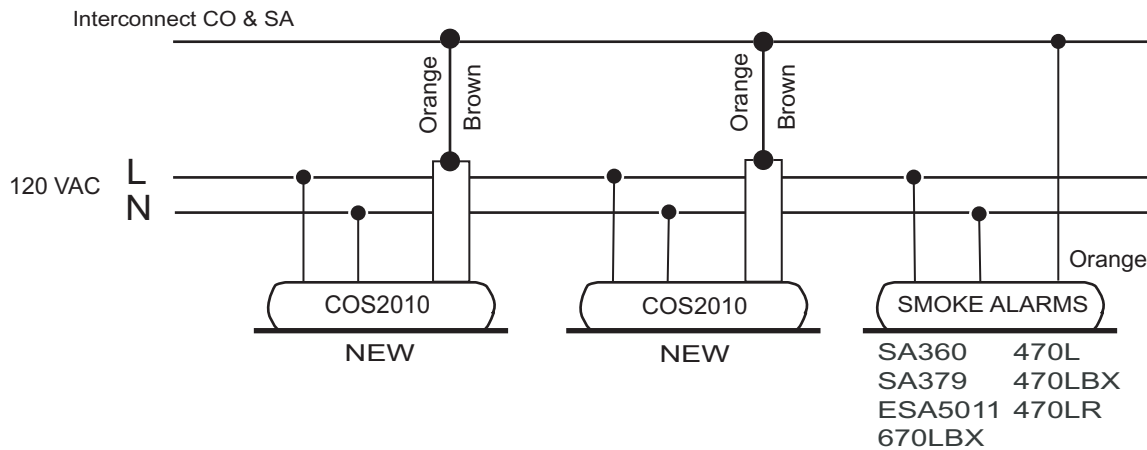 Interconnect CO & SA
Orange
Brown
Orange
Brown
120 VAC
L
N
Orange
COS2010
COS2010
SMOKE ALARMS
NEW
NEW
SA360 470L
SA379 470LBX
ESA5011 470LR
670LBX